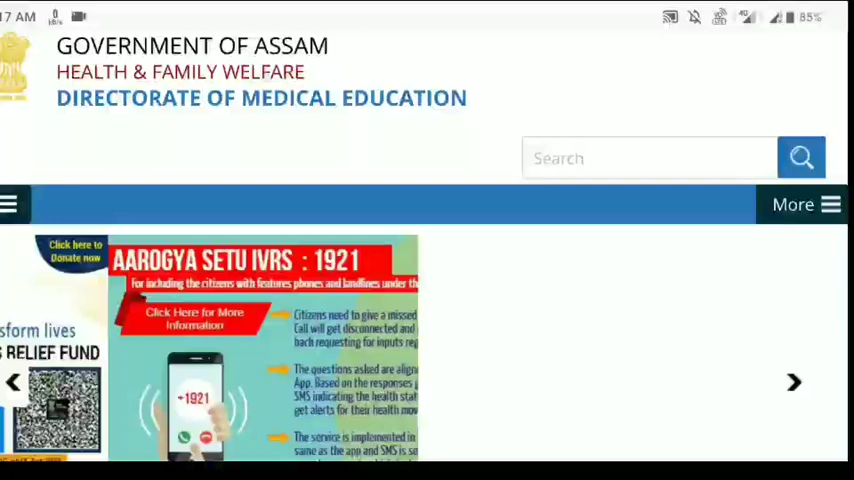 17 AM 0 kb/s 4G 85%
GOVERNMENT OF ASSAM
HEALTH & FAMILY WELFARE
DIRECTORATE OF MEDICAL EDUCATION
Search
More
Click here to
Donate now
sform lives
S RELIEF FUND
AAROGYA SETU IVRS : 1921
For including the citizens with features phones and landlines under th
Click Here for More
Information
Citizens need to give a missed
Call will get disconnected and
back requesting for inputs reg
The questions asked are align
App. Based on the responses
SMS indicating the health stat
get alerts for their health mov
1921
The service is implemented in
same as the app and SMS is se